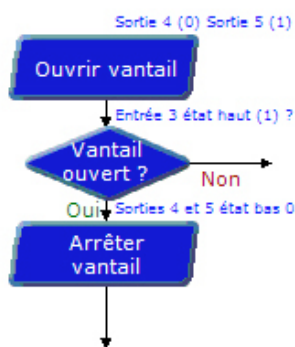 Sortie 4 (0) Sortie 5 (1)
Ouvrir vantail
Entrée 3 état haut (1) ?
Vantail
ouvert ?
Non
Oui
Sorties 4 et 5 état bas 0
Arrêter
vantail